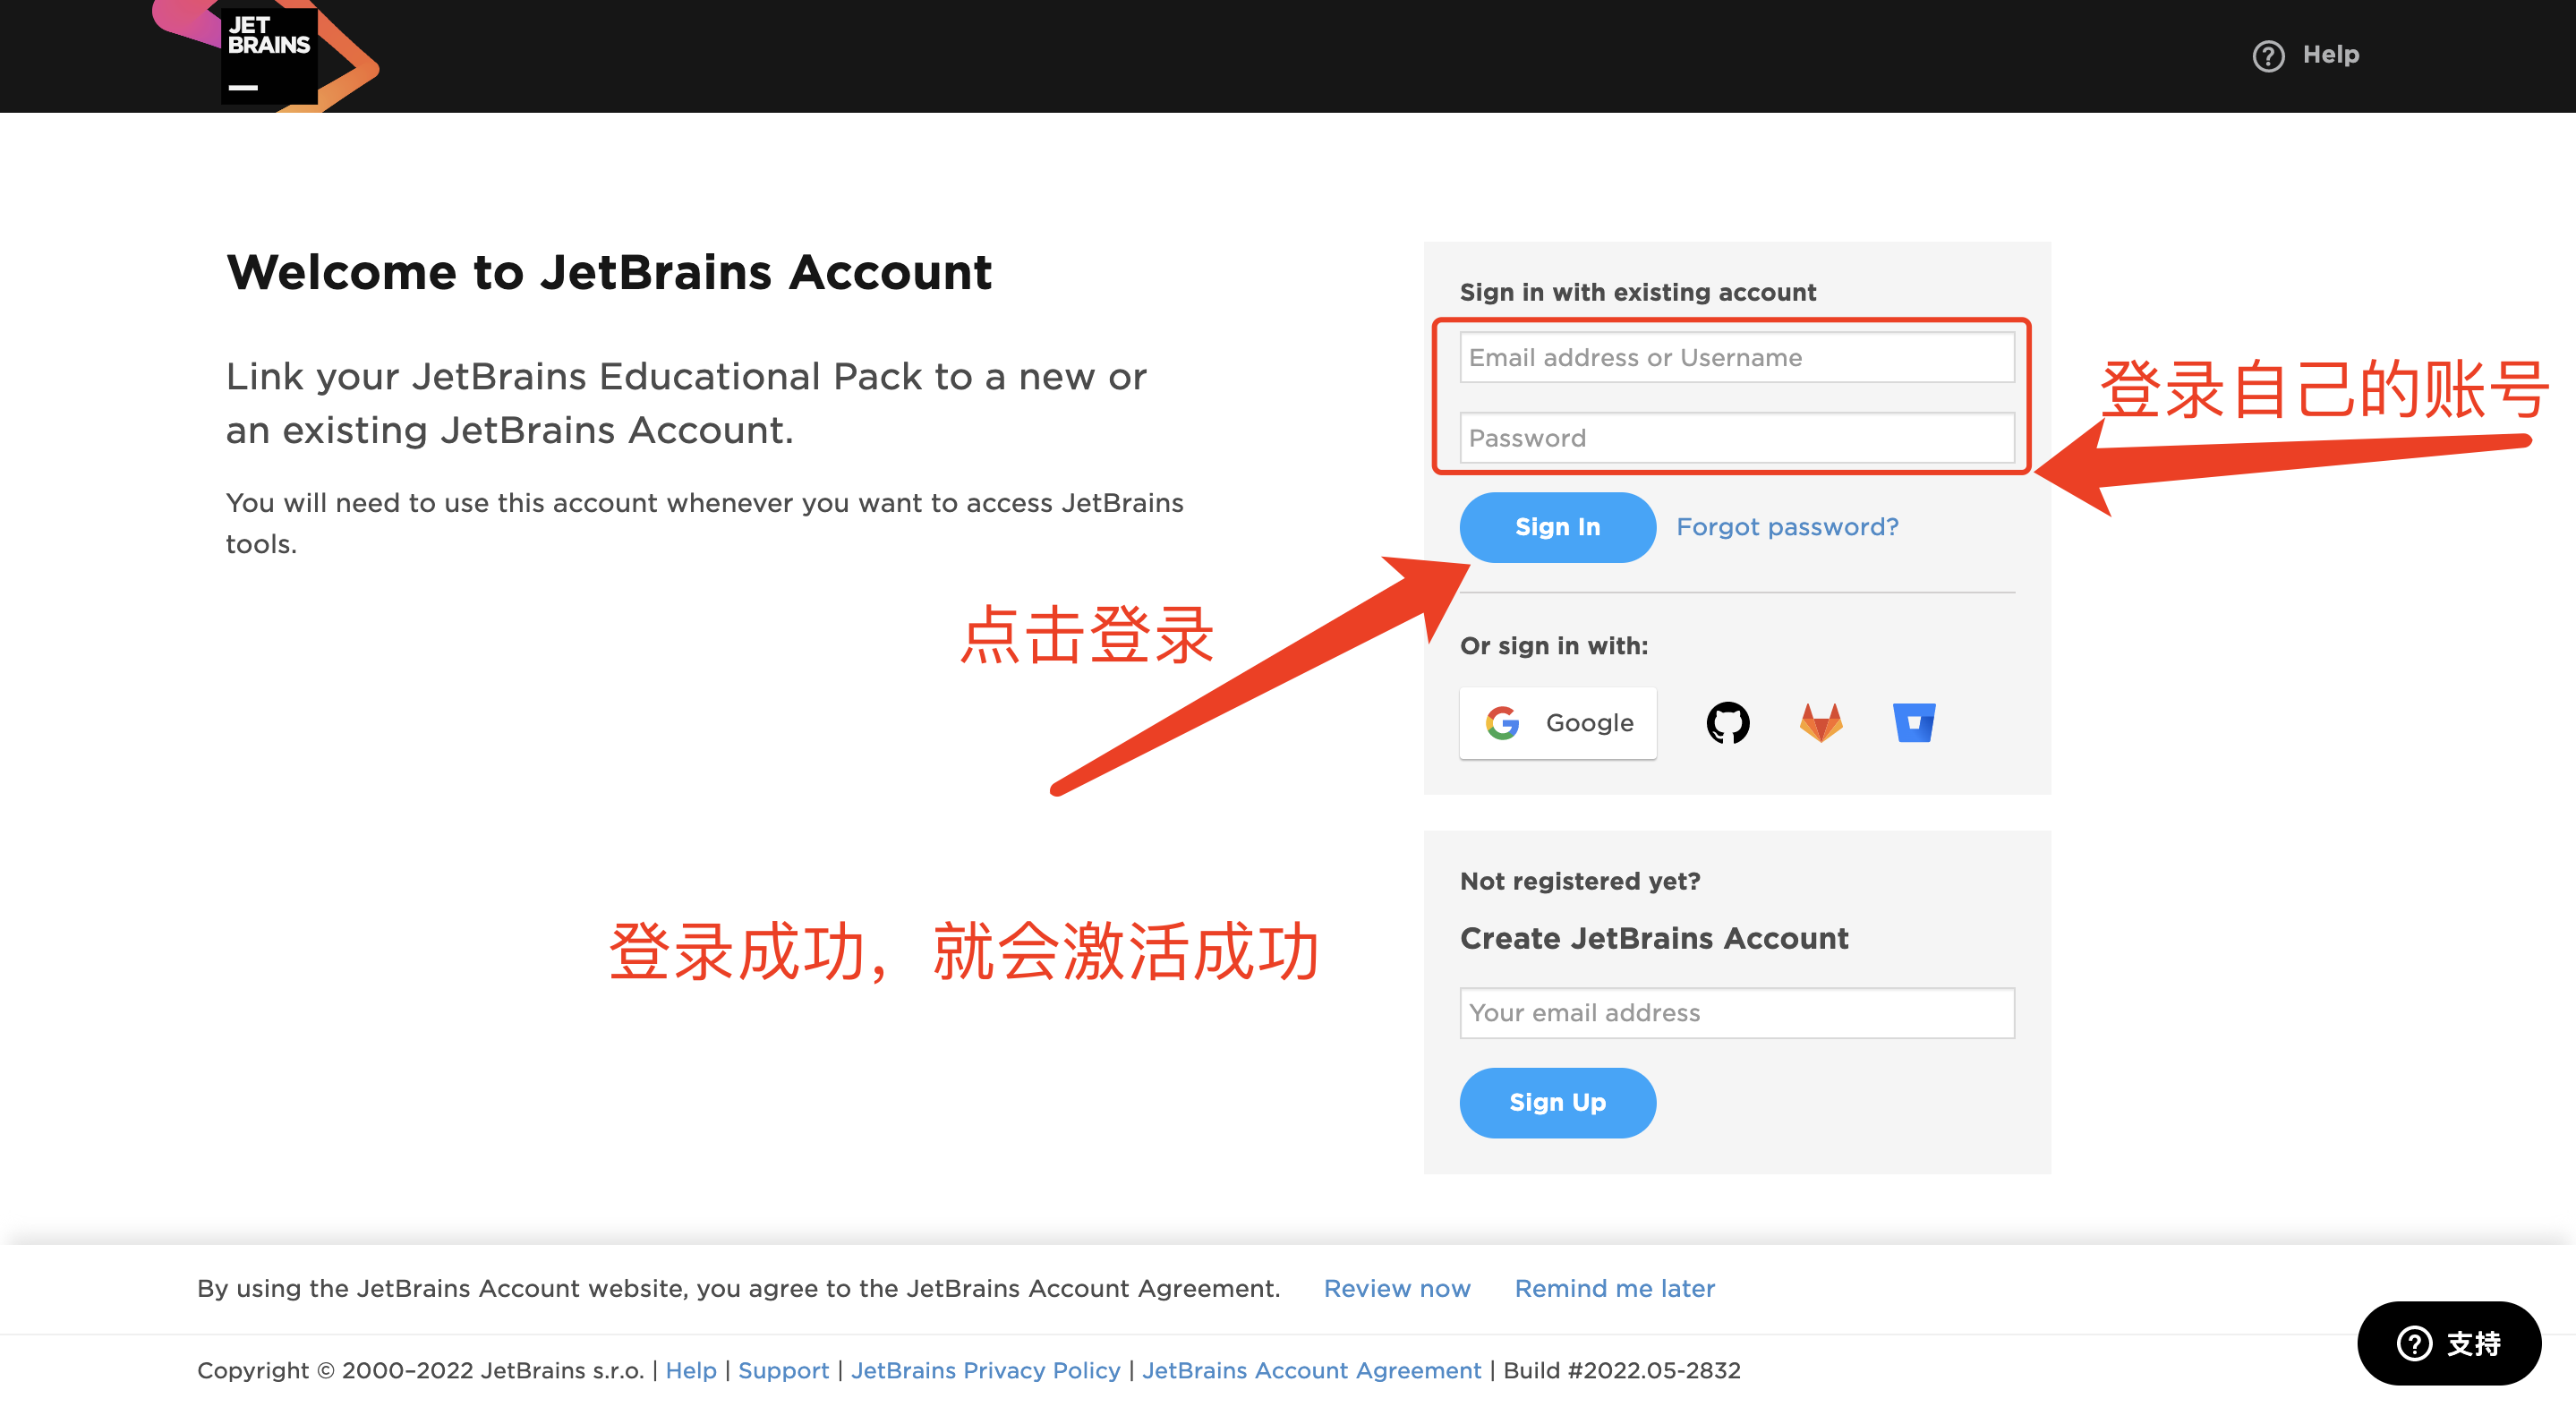 JET
BRAINS
Help
Welcome to JetBrains Account
Link your JetBrains Educational Pack to a new or
an existing JetBrains Account.
You will need to use this account whenever you want to access JetBrains
tools.
Sign in with existing account
Email address or Username
Password
登录自己的账号
Sign In
Forgot password?
点击登录
Or sign in with:
Google
登录成功，就会激活成功
Not registered yet?
Create JetBrains Account
Your email address
Sign Up
By using the JetBrains Account website, you agree to the JetBrains Account Agreement. Review now Remind me later
支持
Copyright © 2000–2022 JetBrains s.r.o. | Help | Support | JetBrains Privacy Policy | JetBrains Account Agreement | Build #2022.05-2832